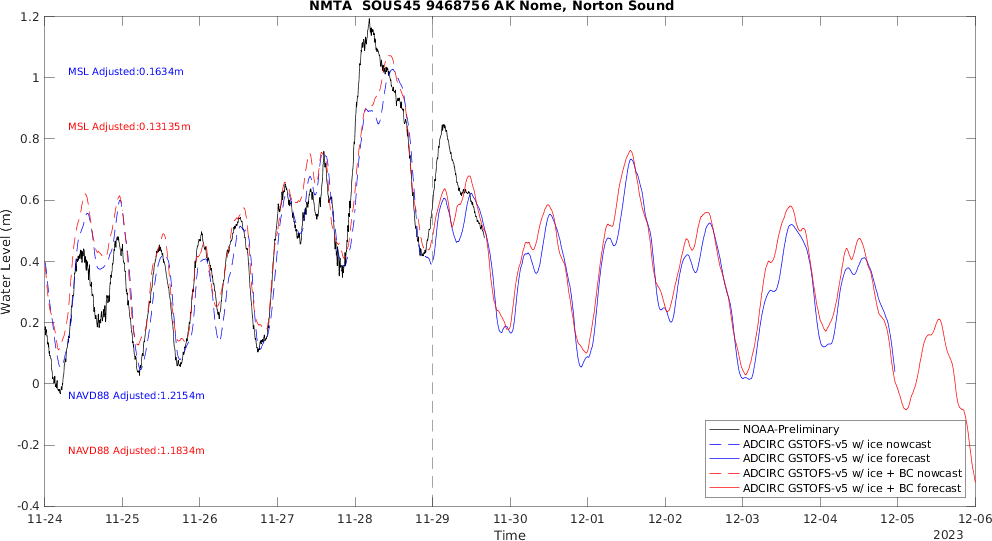 NMTA SOUS45 9468756 AK Nome, Norton Sound
1.2
1
0.8
0.6
0.4
0.2
0
-0.2
-0.4
Water Level (m)
MSL Adjusted:0.1634m
MSL Adjusted:0.13135m
NAVD88 Adjusted:1.2154m
NAVD88 Adjusted:1.1834m
NOAA-Preliminary
ADCIRC GSTOFS-v5 w/ ice nowcast
ADCIRC GSTOFS-v5 w/ ice forecast
ADCIRC GSTOFS-v5 w/ ice + BC nowcast
ADCIRC GSTOFS-v5 w/ ice + BC forecast
11-24 11-25 11-26 11-27 11-28 11-29 11-30 12-01 12-02 12-03 12-04 12-05 12-06
Time
2023